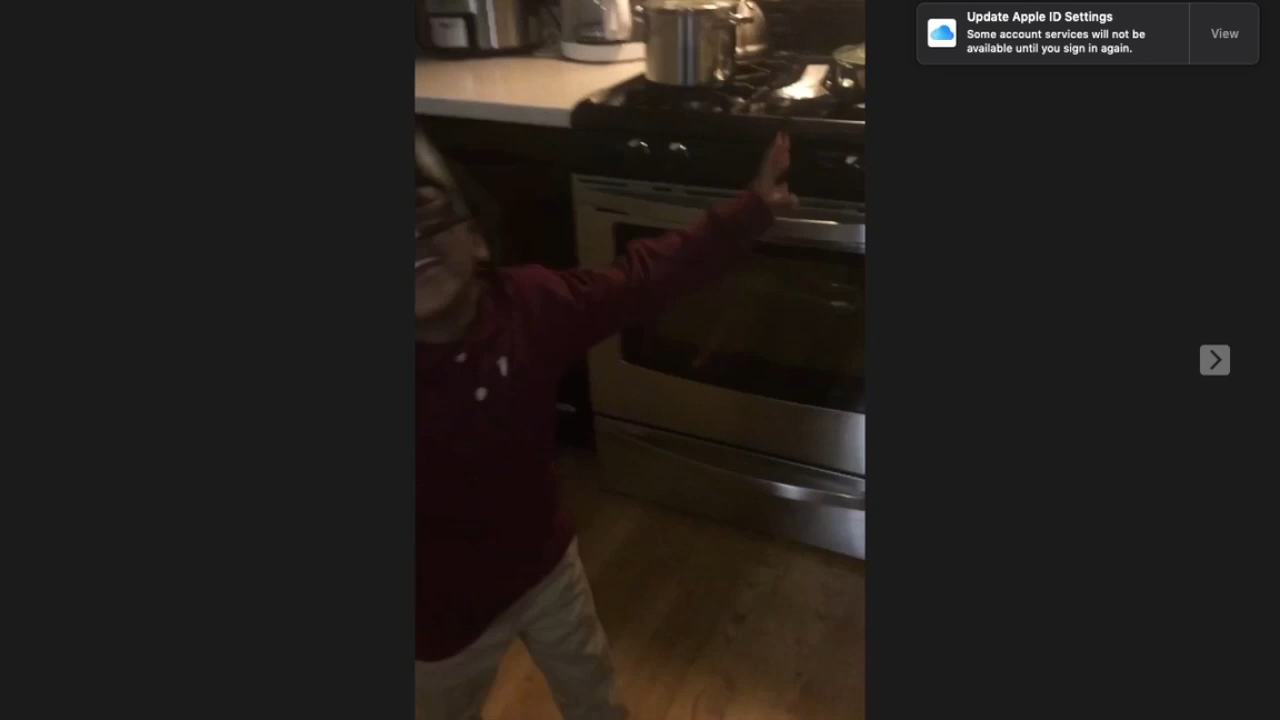 Update Apple ID Settings
Some account services will not be
available until you sign in again.
View